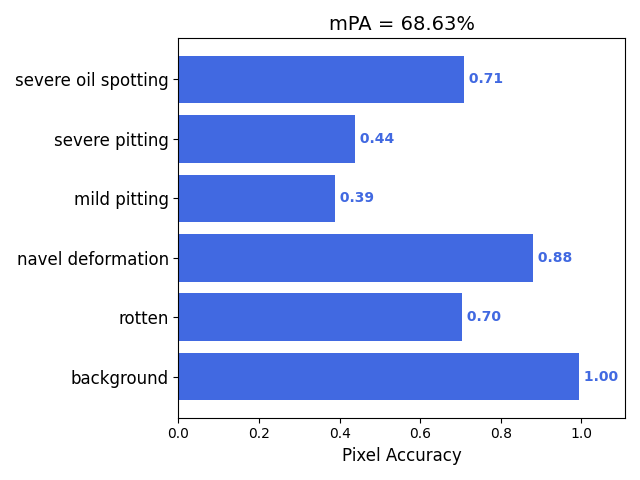 mPA = 68.63%
severe oil spotting 0.71
severe pitting 0.44
mild pitting 0.39
navel deformation 0.88
rotten 0.70
background 1.00
0.0 0.2 0.4 0.6 0.8 1.0
Pixel Accuracy